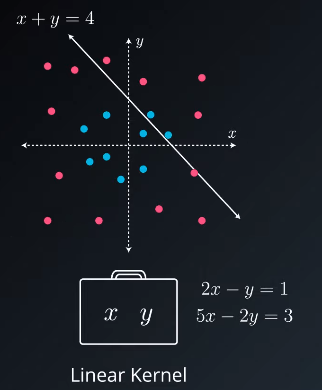 x + y = 4
y
x
x y
2x − y = 1
5x − 2y = 3
Linear Kernel